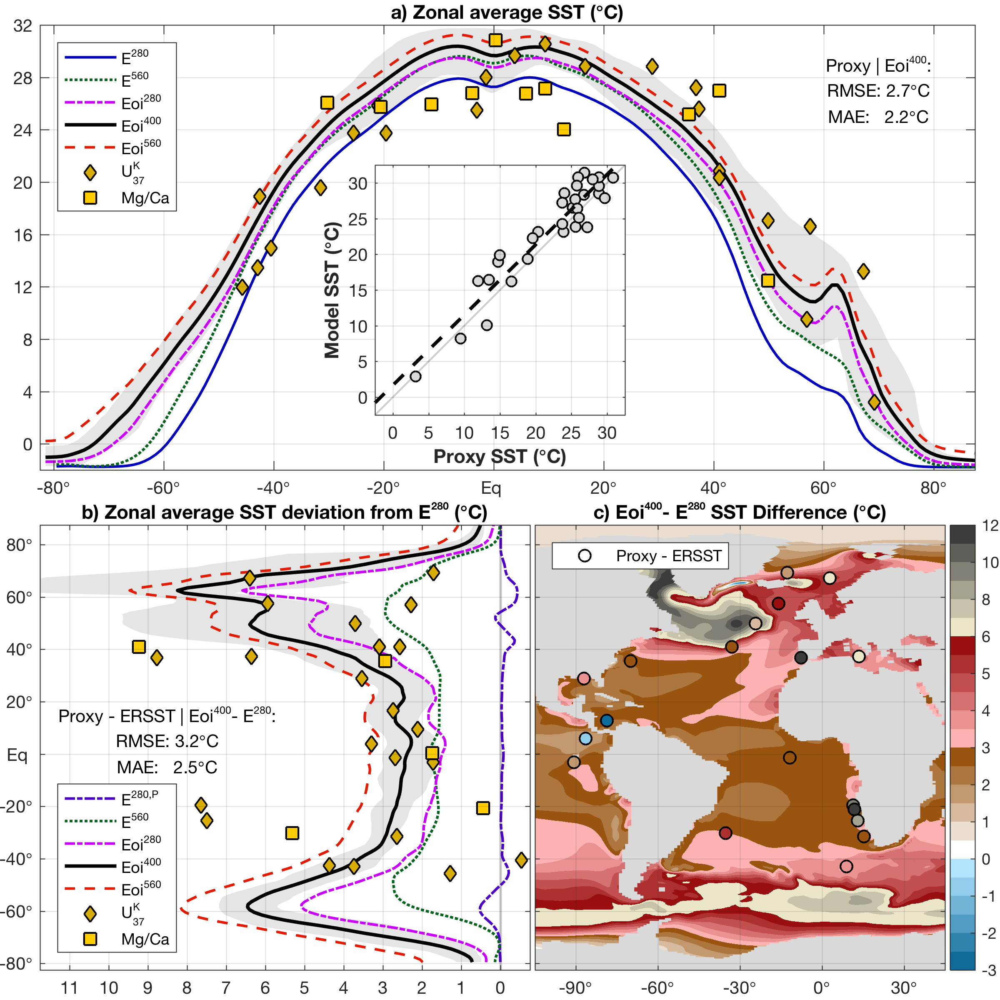 a) Zonal average SST (°C)
32
28
24
20
16
12
8
4
0
E280
E560
Eoi280
Eoi400
Eoi560
UK37
Mg/Ca
Proxy | Eoi400:
RMSE: 2.7°C
MAE: 2.2°C
Model SST (°C)
30
25
20
15
10
5
0
0 5 10 15 20 25 30
Proxy SST (°C)
-80° -60° -40° -20° Eq 20° 40° 60° 80°
b) Zonal average SST deviation from E280 (°C)
80°
60°
40°
20°
Eq
-20°
-40°
-60°
-80°
Proxy - ERSST | Eoi400- E280:
RMSE: 3.2°C
MAE: 2.5°C
E280,P
E560
Eoi280
Eoi400
Eoi560
UK37
Mg/Ca
11 10 9 8 7 6 5 4 3 2 1 0
c) Eoi400- E280 SST Difference (°C)
Proxy - ERSST
-90° -60° -30° 0° 30°
12
10
8
6
5
4
3
2
1
0
-1
-2
-3